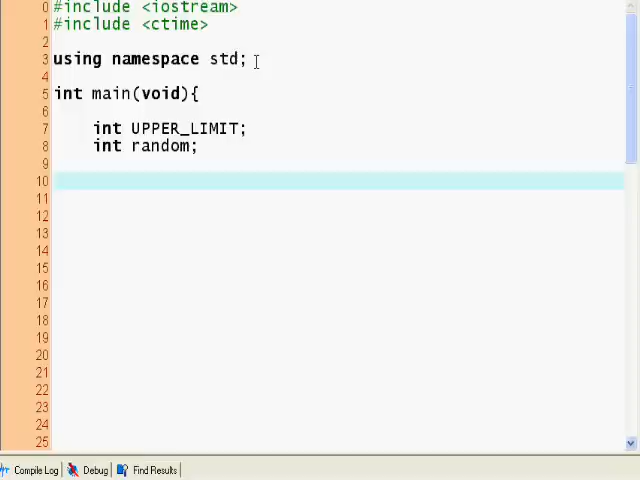 0 #include <iostream>
1 #include <ctime>
2
3 using namespace std;
4
5 int main(void){
6
7 int UPPER_LIMIT;
8 int random;
9
10
11
12
13
14
15
16
17
18
19
20
21
22
23
24
25
Compile Log Debug Find Results